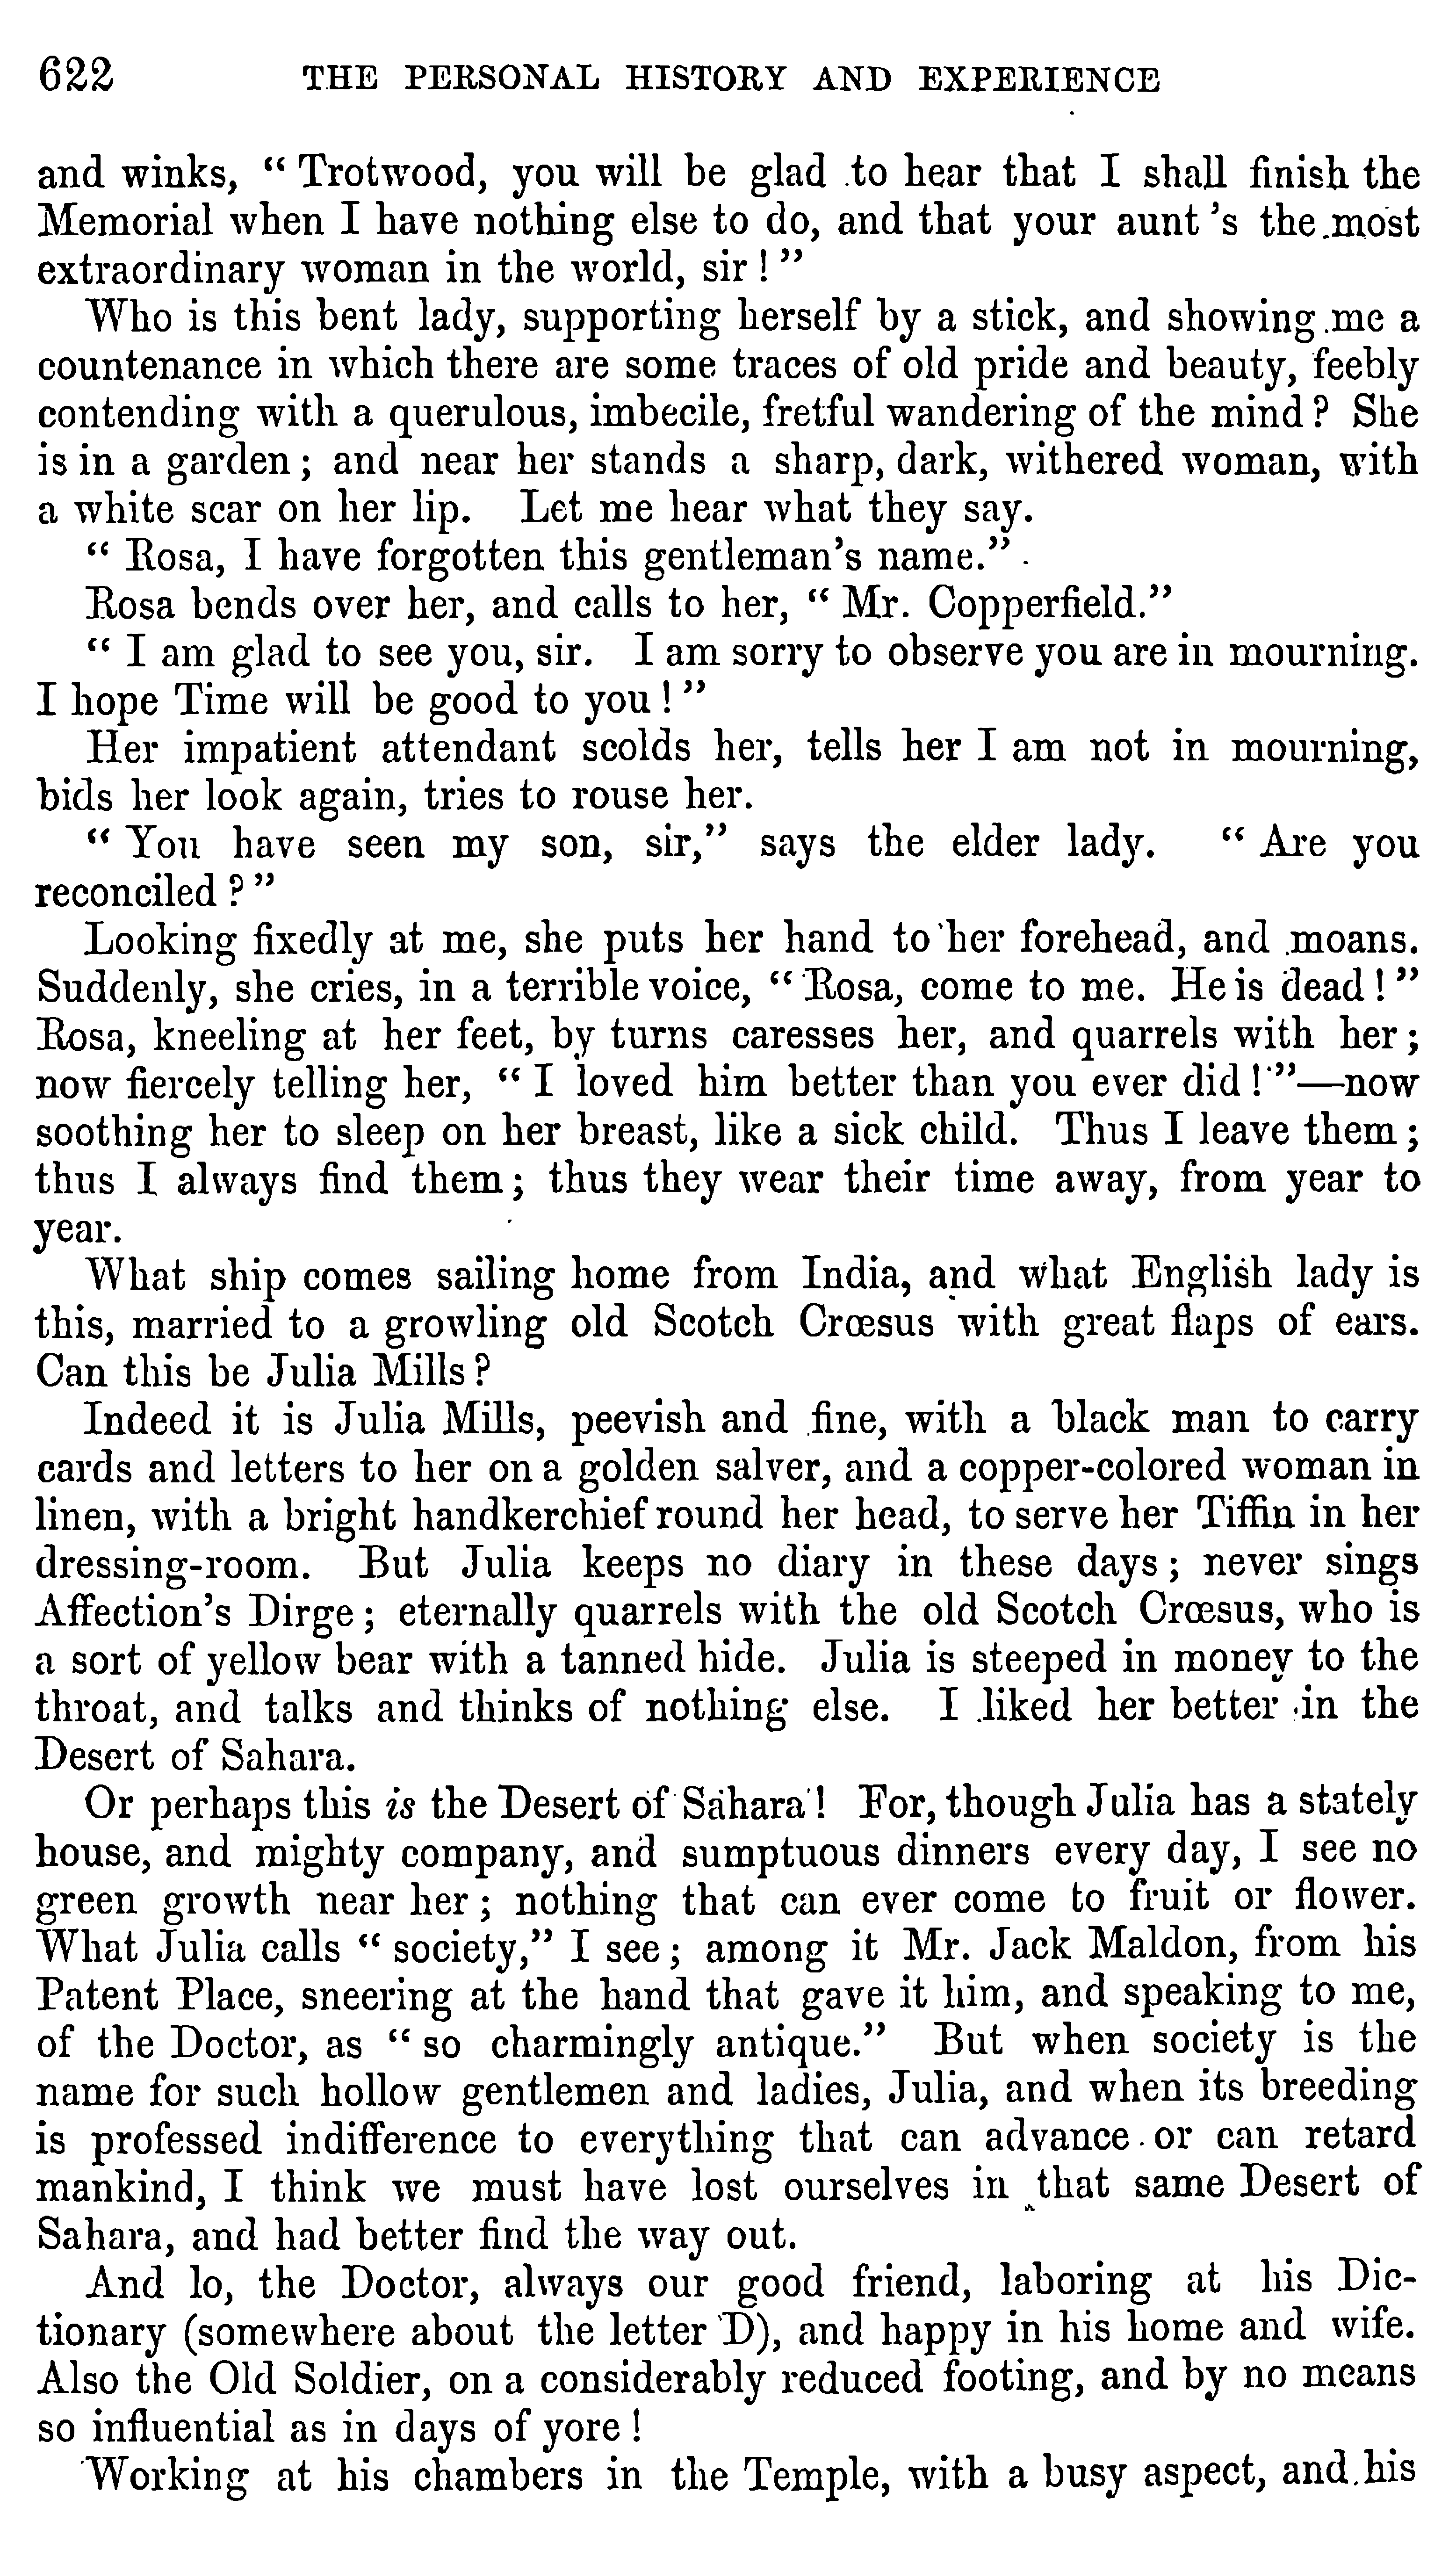 622 THE PERSONAL HISTORY AND EXPERIENCE
and winks, “ Trotwood, you will be glad to hear that I shall finish the
Memorial when I have nothing else to do, and that your aunt ’s the most
extraordinary woman in the world, sir ! ”
Who is this bent lady, supporting herself by a stick, and showing me a
countenance in which there are some traces of old pride and beauty, feebly
contending with a querulous, imbecile, fretful wandering of the mind ? She
is in a garden ; and near her stands a sharp, dark, withered woman, with
a white scar on her lip. Let me hear what they say.
“ Rosa, I have forgotten this gentleman’s name.”
Rosa bends over her, and calls to her, “ Mr. Copperfield.”
“ I am glad to see you, sir. I am sorry to observe you are in mourning.
I hope Time will be good to you ! ”
Her impatient attendant scolds her, tells her I am not in mourning,
bids her look again, tries to rouse her.
“ You have seen my son, sir,” says the elder lady. “ Are you
reconciled ? ”
Looking fixedly at me, she puts her hand to her forehead, and moans.
Suddenly, she cries, in a terrible voice, “ Rosa, come to me. He is dead ! ”
Rosa, kneeling at her feet, by turns caresses her, and quarrels with her ;
now fiercely telling her, “ I loved him better than you ever did ! ”—now
soothing her to sleep on her breast, like a sick child. Thus I leave them ;
thus I always find them ; thus they wear their time away, from year to
year.
What ship comes sailing home from India, and what English lady is
this, married to a growling old Scotch Crœsus with great flaps of ears.
Can this be Julia Mills ?
Indeed it is Julia Mills, peevish and fine, with a black man to carry
cards and letters to her on a golden salver, and a copper-colored woman in
linen, with a bright handkerchief round her head, to serve her Tiffin in her
dressing-room. But Julia keeps no diary in these days ; never sings
Affection’s Dirge ; eternally quarrels with the old Scotch Crœsus, who is
a sort of yellow bear with a tanned hide. Julia is steeped in money to the
throat, and talks and thinks of nothing else. I liked her better in the
Desert of Sahara.
Or perhaps this is the Desert of Sahara ! For, though Julia has a stately
house, and mighty company, and sumptuous dinners every day, I see no
green growth near her ; nothing that can ever come to fruit or flower.
What Julia calls “ society,” I see ; among it Mr. Jack Maldon, from his
Patent Place, sneering at the hand that gave it him, and speaking to me,
of the Doctor, as “ so charmingly antique.” But when society is the
name for such hollow gentlemen and ladies, Julia, and when its breeding
is professed indifference to everything that can advance or can retard
mankind, I think we must have lost ourselves in that same Desert of
Sahara, and had better find the way out.
And lo, the Doctor, always our good friend, laboring at his Dic-
tionary (somewhere about the letter D), and happy in his home and wife.
Also the Old Soldier, on a considerably reduced footing, and by no means
so influential as in days of yore !
Working at his chambers in the Temple, with a busy aspect, and his